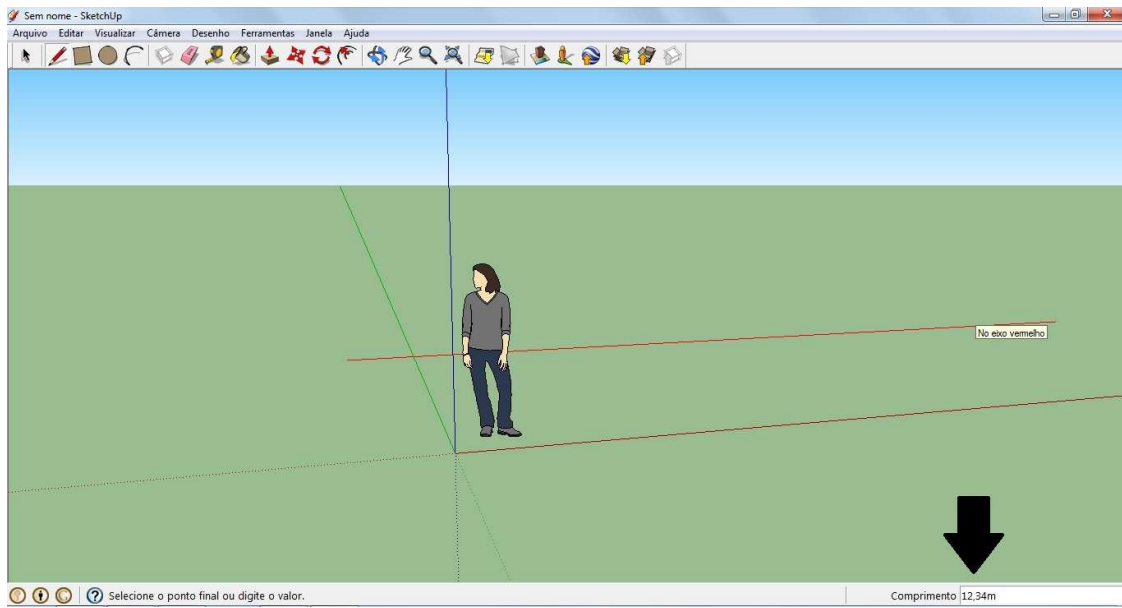 Sem nome - SketchUp
Arquivo Editar Visualizar Câmera Desenho Ferramentas Janela Ajuda
No eixo vermelho
Selecione o ponto final ou digite o valor.
Comprimento 12,34m